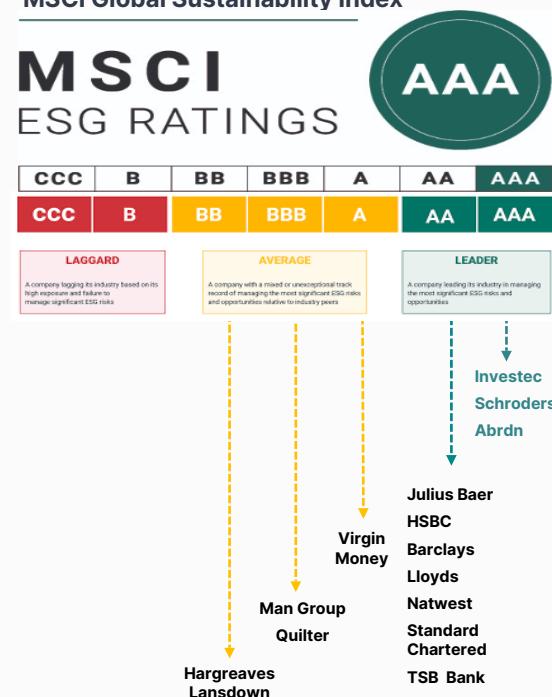 MSCI Global Sustainability Index
MSCI
ESG RATINGS
AAA
CCC B BB BBB A AA AAA
CCC B BB BBB A AA AAA
LAGGARD
A company lagging its industry based on its
high exposure and failure to
manage significant ESG risks
AVERAGE
A company with a mixed or unexceptional track
record of managing the most significant ESG risks
and opportunities relative to industry peers
LEADER
A company leading its industry in managing
the most significant ESG risks and
opportunities
Investec
Schroders
Abrdn
Julius Baer
HSBC
Barclays
Lloyds
Natwest
Standard
Chartered
TSB Bank
Virgin
Money
Man Group
Quilter
Hargreaves
Lansdown